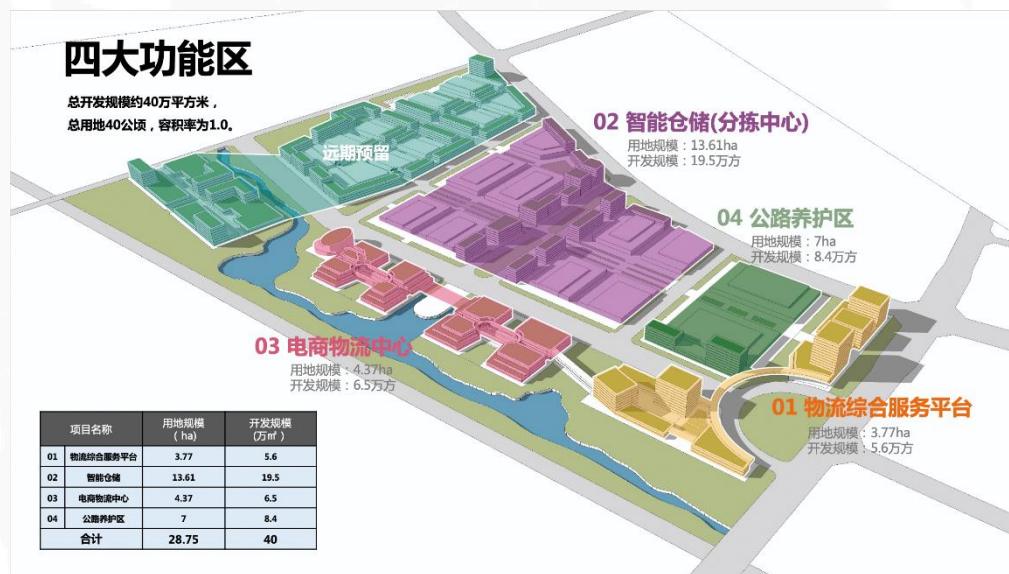 四大功能区
总开发规模约40万平方米，
总用地40公顷，容积率为1.0。
远期预留
02 智能仓储(分拣中心)
用地规模：13.61ha
开发规模：19.5万方
04 公路养护区
用地规模：7ha
开发规模：8.4万方
03 电商物流中心
用地规模：4.37ha
开发规模：6.5万方
01 物流综合服务平台
用地规模：3.77ha
开发规模：5.6万方
项目名称 用地规模（ha） 开发规模（万㎡）
01 物流综合服务平台 3.77 5.6
02 智能仓储 13.61 19.5
03 电商物流中心 4.37 6.5
04 公路养护区 7 8.4
合计 28.75 40